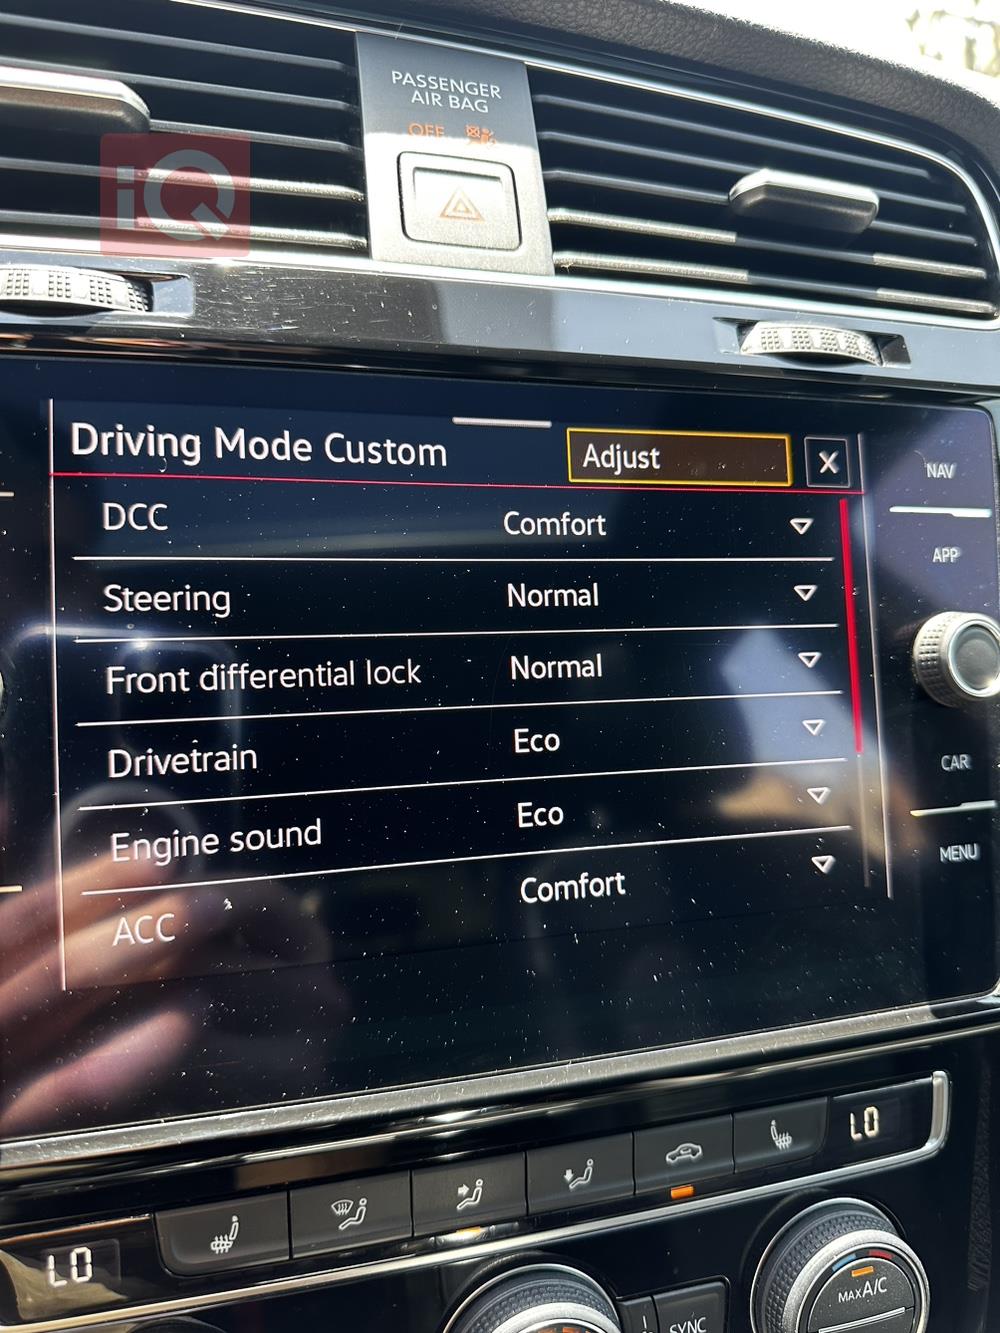 PASSENGER
AIR BAG
OFF
iQ
Driving Mode Custom
Adjust
X
NAV
DCC
Comfort
APP
Steering
Normal
Front differential lock
Normal
Drivetrain
Eco
CAR
Engine sound
Eco
MENU
ACC
Comfort
LO
LO
MAX A/C
SYNC